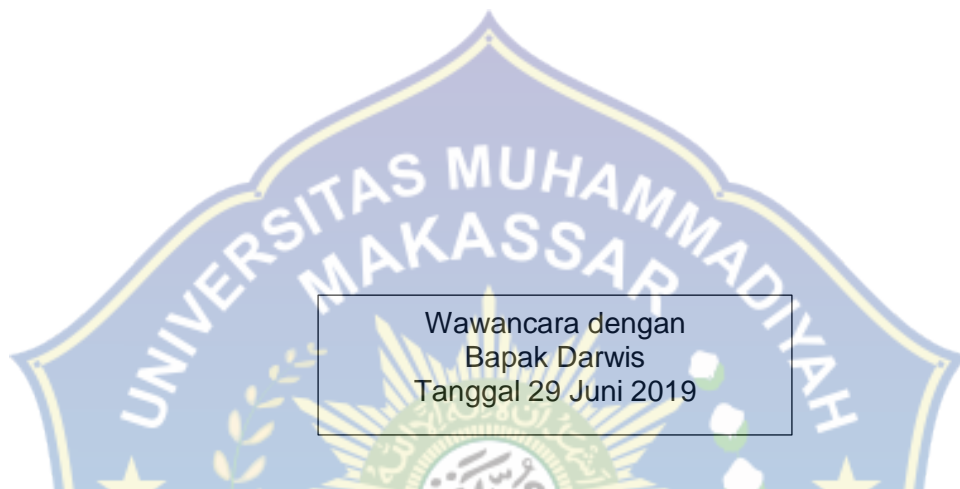 UNIVERSITAS MUHAMMADIYAH
MAKASSAR
Wawancara dengan
Bapak Darwis
Tanggal 29 Juni 2019